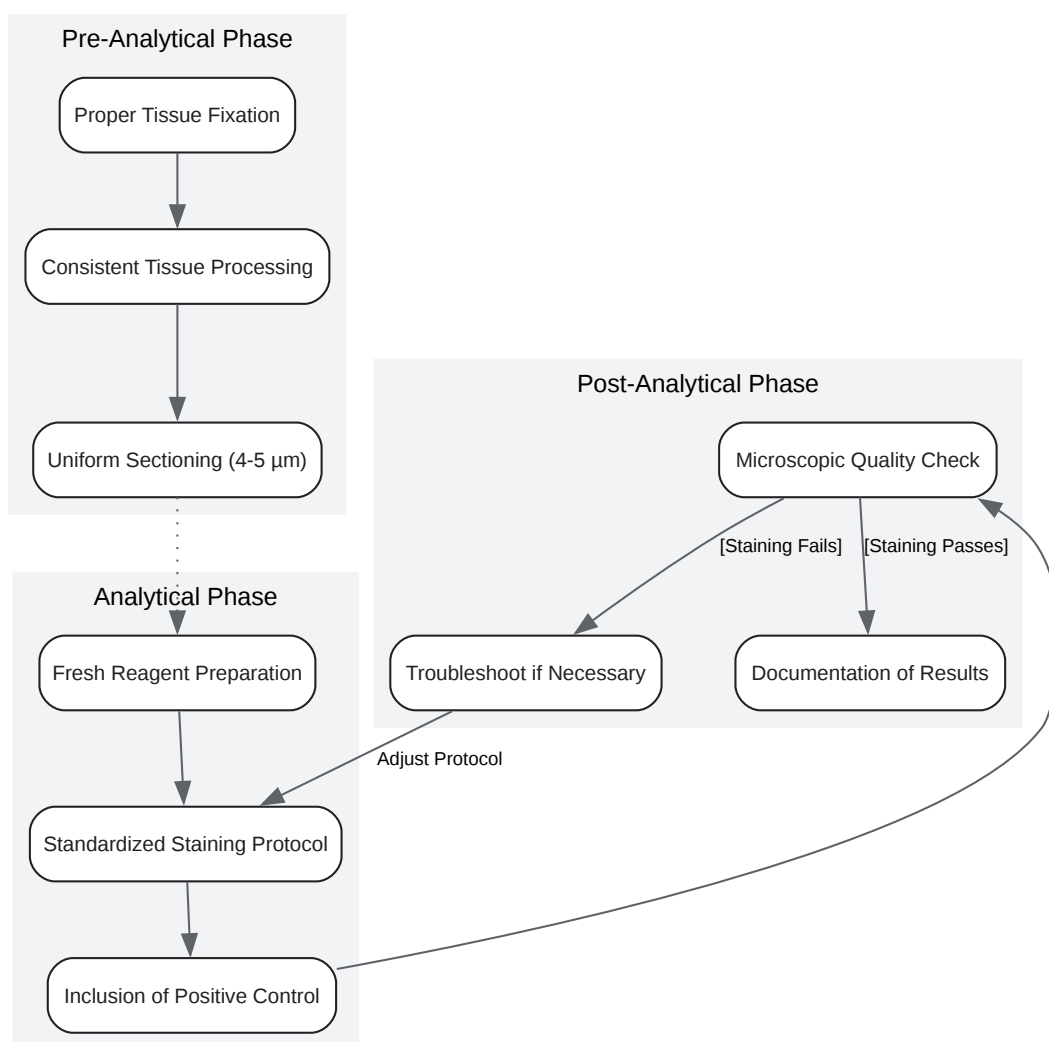 Pre-Analytical Phase
Proper Tissue Fixation
Consistent Tissue Processing
Uniform Sectioning (4-5 µm)
Analytical Phase
Fresh Reagent Preparation
Standardized Staining Protocol
Inclusion of Positive Control
Post-Analytical Phase
Microscopic Quality Check
[Staining Fails]
[Staining Passes]
Troubleshoot if Necessary
Documentation of Results
Adjust Protocol